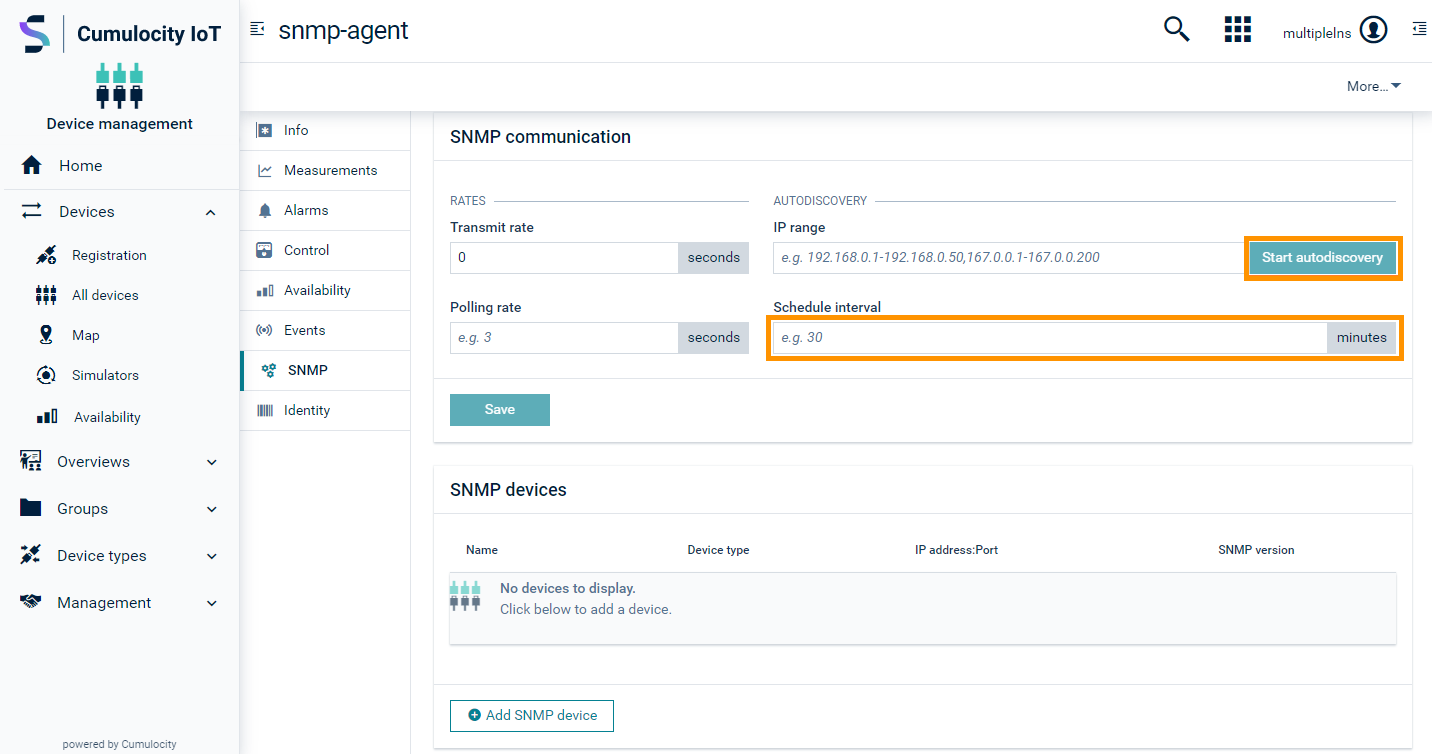 Cumulocity IoT
Device management
Home
Devices
Registration
All devices
Map
Simulators
Availability
Overviews
Groups
Device types
Management
powered by Cumulocity
snmp-agent
multiplelns
More...
Info
Measurements
Alarms
Control
Availability
Events
SNMP
Identity
SNMP communication
RATES
Transmit rate
0 seconds
Polling rate
e.g. 3 seconds
AUTODISCOVERY
IP range
e.g. 192.168.0.1-192.168.0.50,167.0.0.1-167.0.0.200 Start autodiscovery
Schedule interval
e.g. 30 minutes
Save
SNMP devices
Name Device type IP address:Port SNMP version
No devices to display.
Click below to add a device.
Add SNMP device